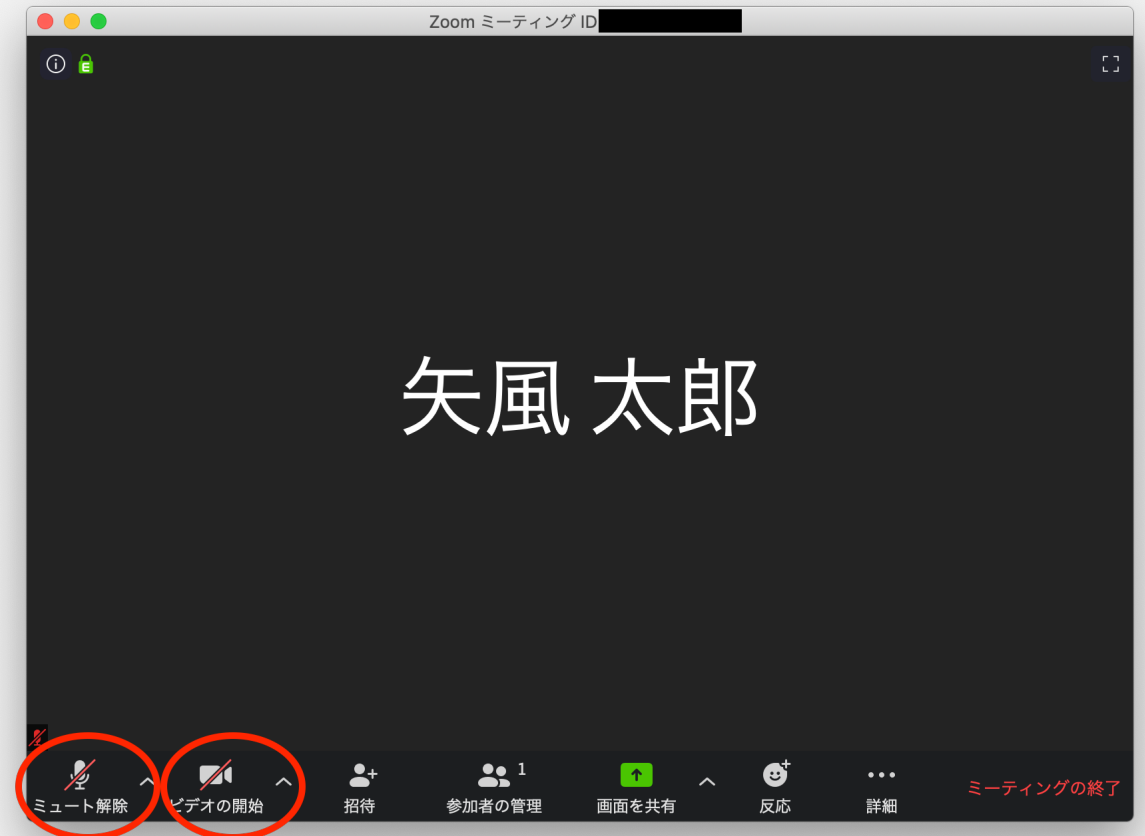 Zoom ミーティング ID
矢風 太郎
ミュート解除
ビデオの開始
招待
1
参加者の管理
画面を共有
反応
詳細
ミーティングの終了